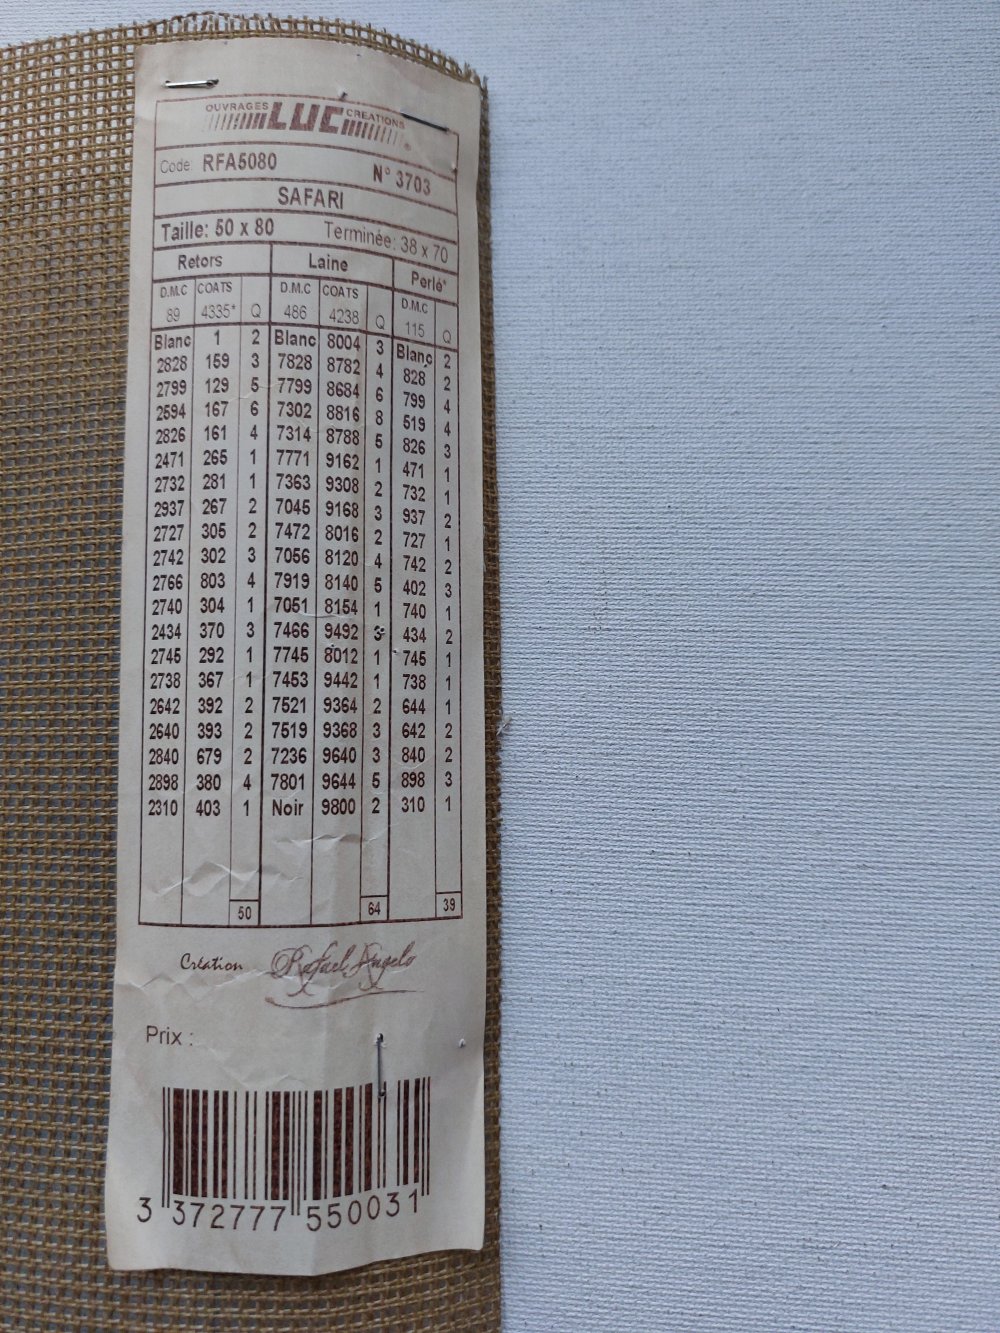 OUVRAGES LUC CREATIONS
Code: RFA5080 N° 3703
SAFARI
Taille: 50 x 80 Terminée: 38 x 70
Retors Laine Perlé*
D.M.C COATS D.M.C COATS D.M.C
89 4335* Q 486 4238 Q 115 Q
Blanc 1 2 Blanc 8004 3 Blanc 2
2828 159 3 7828 8782 4 828 2
2799 129 5 7799 8684 6 799 4
2594 167 6 7302 8816 8 519 4
2826 161 4 7314 8788 5 826 3
2471 265 1 7771 9162 1 471 1
2732 281 1 7363 9308 2 732 1
2937 267 2 7045 9168 3 937 2
2727 305 2 7472 8016 2 727 1
2742 302 3 7056 8120 4 742 2
2766 803 4 7919 8140 5 402 3
2740 304 1 7051 8154 1 740 1
2434 370 3 7466 9492 3 434 2
2745 292 1 7745 8012 1 745 1
2738 367 1 7453 9442 1 738 1
2642 392 2 7521 9364 2 644 1
2640 393 2 7519 9368 3 642 2
2840 679 2 7236 9640 3 840 2
2898 380 4 7801 9644 5 898 3
2310 403 1 Noir 9800 2 310 1
50 64 39
Création Rafael Angelo
Prix :
3 372777 550031